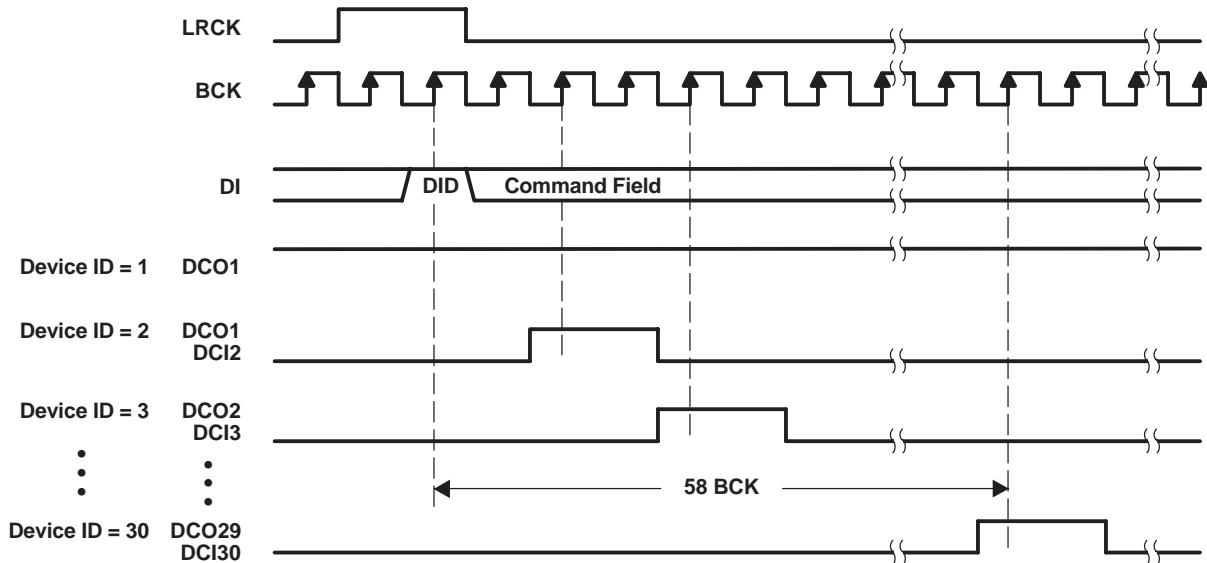 LRCK
BCK
DI DID Command Field
Device ID = 1 DCO1
Device ID = 2 DCO1
DCI2
Device ID = 3 DCO2
DCI3
58 BCK
Device ID = 30 DCO29
DCI30